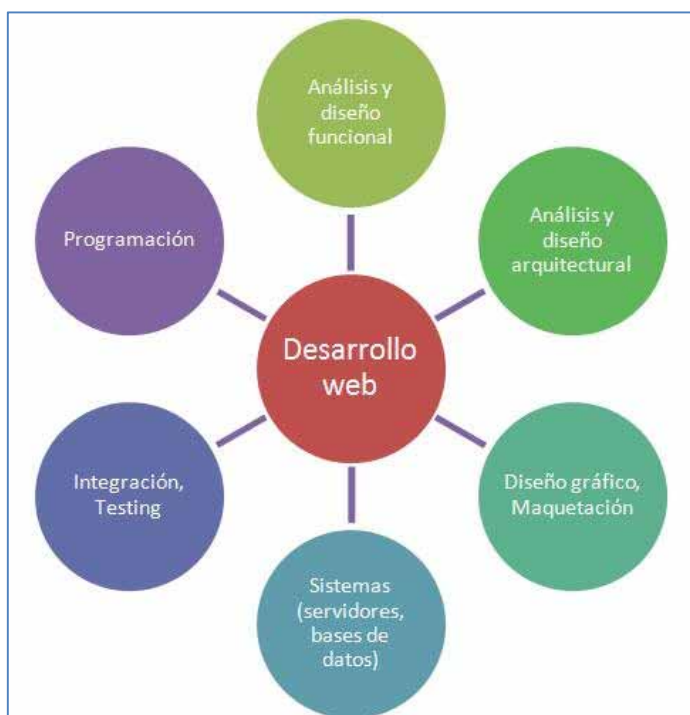 Análisis y
diseño
funcional
Análisis y
diseño
arquitectural
Programación
Desarrollo
web
Integración,
Testing
Diseño gráfico,
Maquetación
Sistemas
(servidores,
bases de
datos)